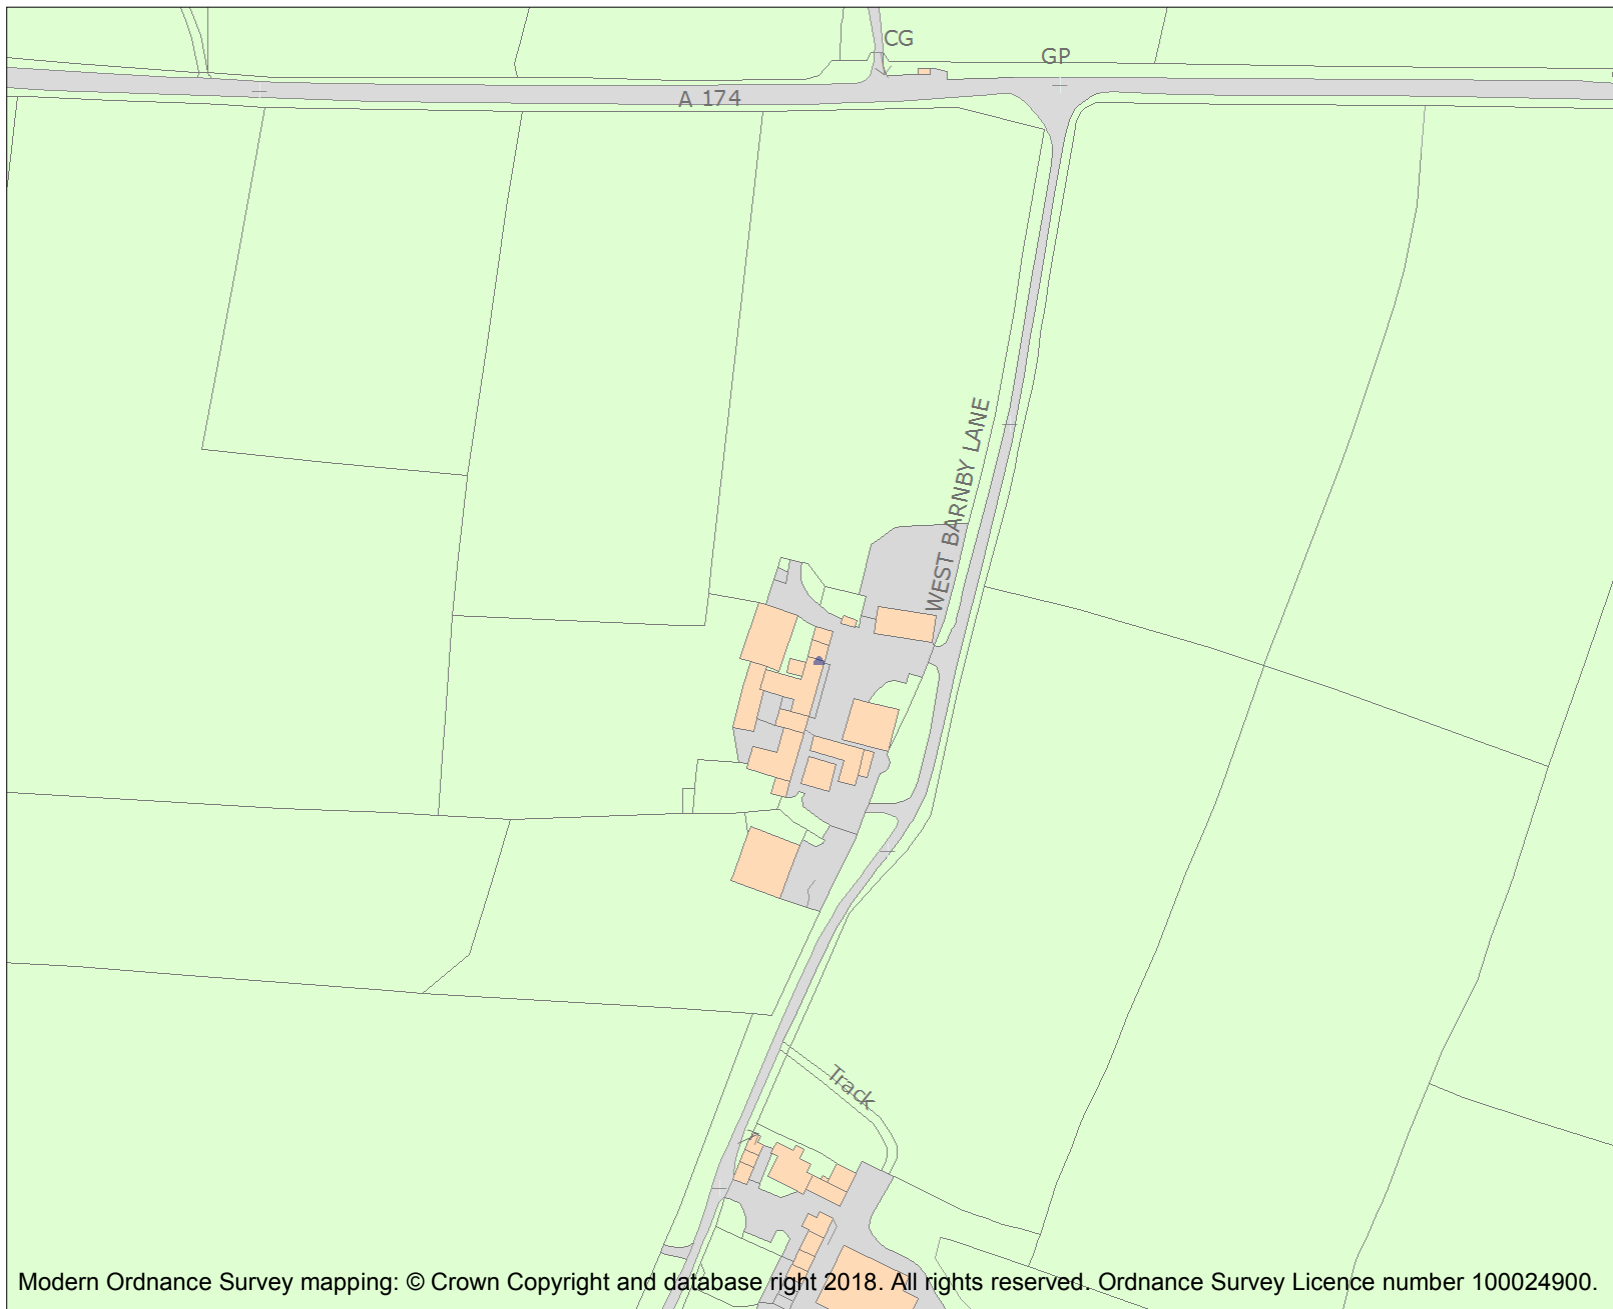 CG
GP
A 174
WEST BARNBY LANE
Track
Modern Ordnance Survey mapping: © Crown Copyright and database right 2018. All rights reserved. Ordnance Survey Licence number 100024900.